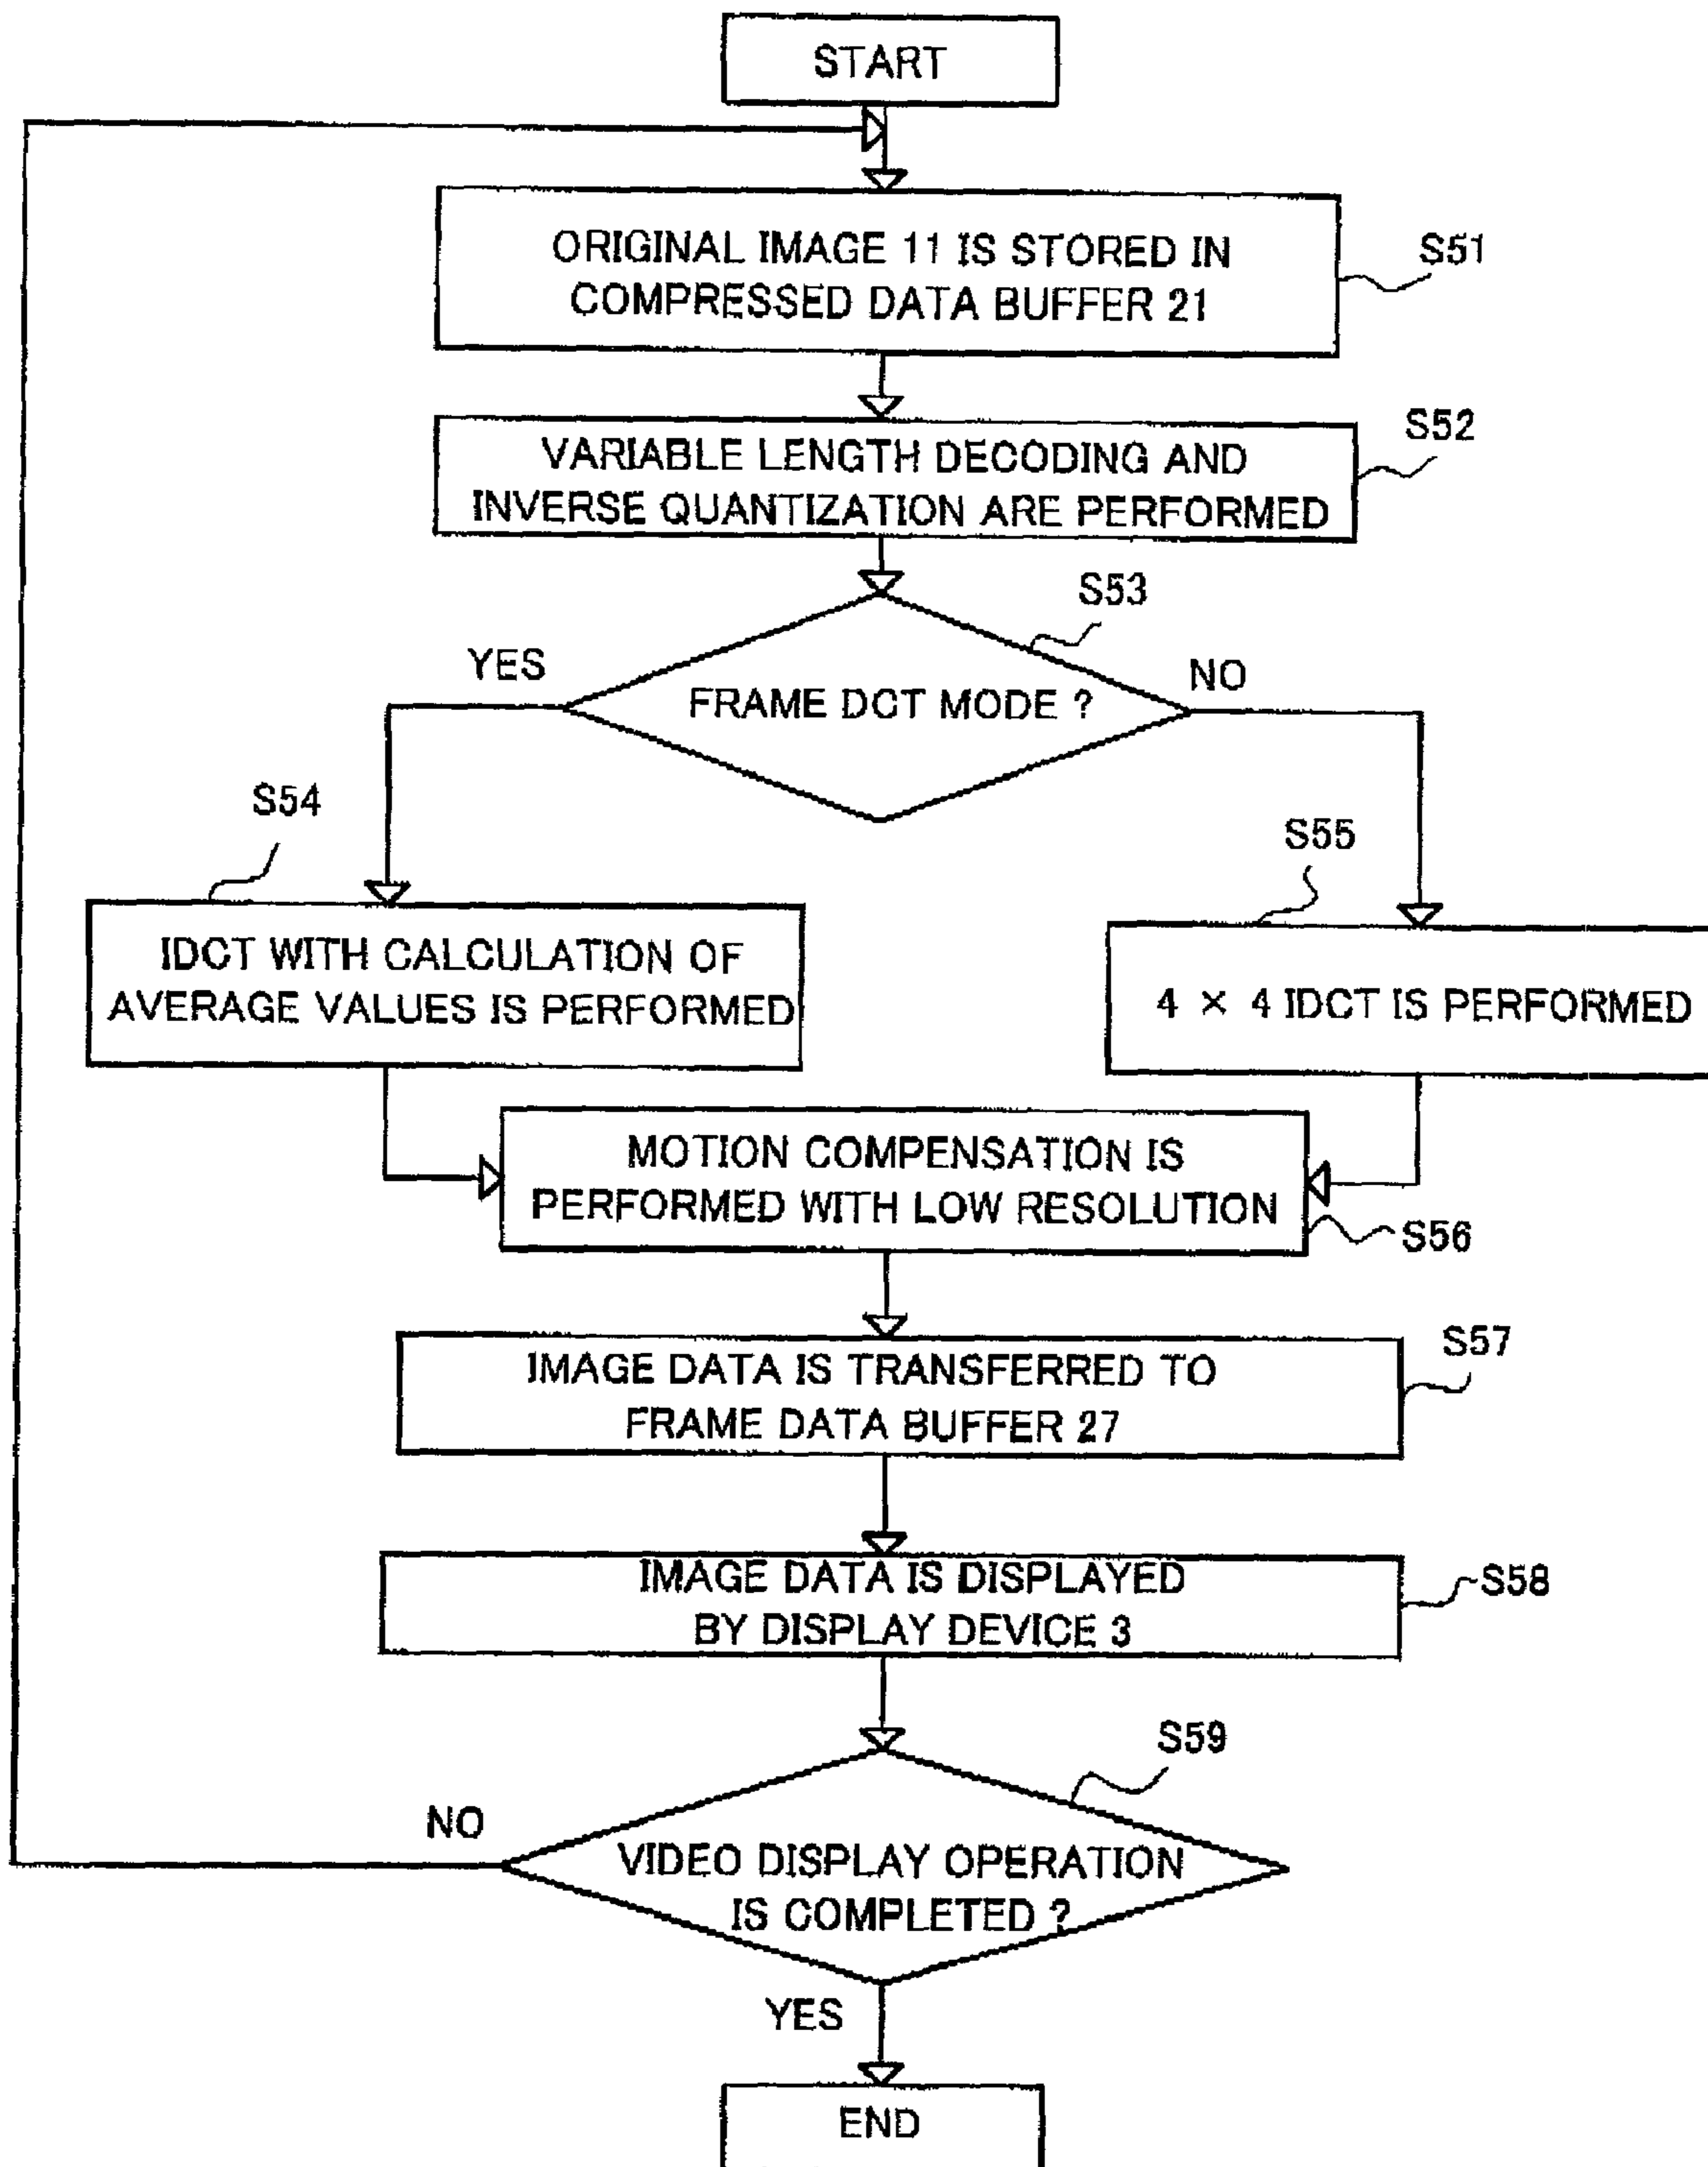 START
ORIGINAL IMAGE 11 IS STORED IN
COMPRESSED DATA BUFFER 21
S51
VARIABLE LENGTH DECODING AND
INVERSE QUANTIZATION ARE PERFORMED
S52
S53
YES
FRAME DCT MODE ?
NO
S54
IDCT WITH CALCULATION OF
AVERAGE VALUES IS PERFORMED
S55
4 × 4 IDCT IS PERFORMED
MOTION COMPENSATION IS
PERFORMED WITH LOW RESOLUTION
S56
IMAGE DATA IS TRANSFERRED TO
FRAME DATA BUFFER 27
S57
IMAGE DATA IS DISPLAYED
BY DISPLAY DEVICE 3
S58
S59
NO
VIDEO DISPLAY OPERATION
IS COMPLETED ?
YES
END